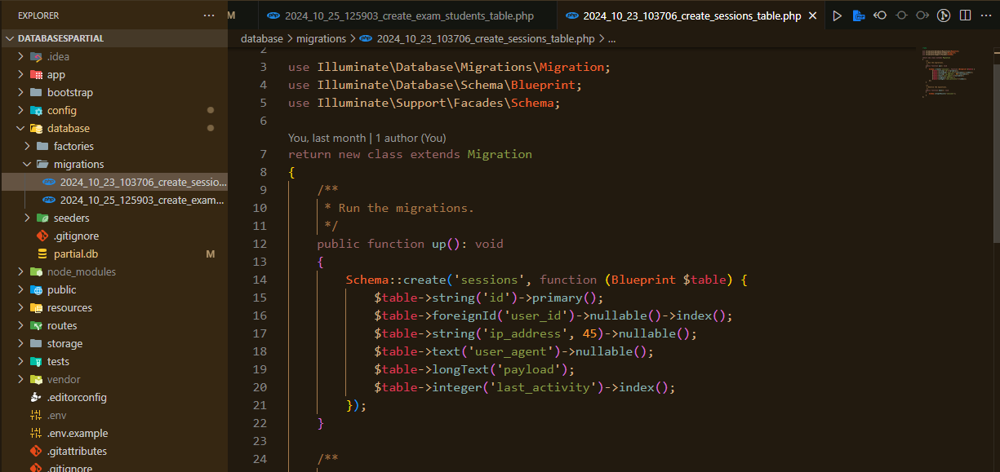 EXPLORER
DATABASESPARTIAL
.idea
app
bootstrap
config
database
factories
migrations
2024_10_23_103706_create_sessio...
2024_10_25_125903_create_exam...
seeders
.gitignore
partial.db M
node_modules
public
resources
routes
storage
tests
vendor
.editorconfig
.env
.env.example
.gitattributes
.gitignore
M
2024_10_25_125903_create_exam_students_table.php
2024_10_23_103706_create_sessions_table.php
database > migrations > 2024_10_23_103706_create_sessions_table.php > ...
2
3 use Illuminate\Database\Migrations\Migration;
4 use Illuminate\Database\Schema\Blueprint;
5 use Illuminate\Support\Facades\Schema;
6
You, last month | 1 author (You)
7 return new class extends Migration
8 {
9 /**
10 * Run the migrations.
11 */
12 public function up(): void
13 {
14 Schema::create('sessions', function (Blueprint $table) {
15 $table->string('id')->primary();
16 $table->foreignId('user_id')->nullable()->index();
17 $table->string('ip_address', 45)->nullable();
18 $table->text('user_agent')->nullable();
19 $table->longText('payload');
20 $table->integer('last_activity')->index();
21 });
22 }
23
24 /**